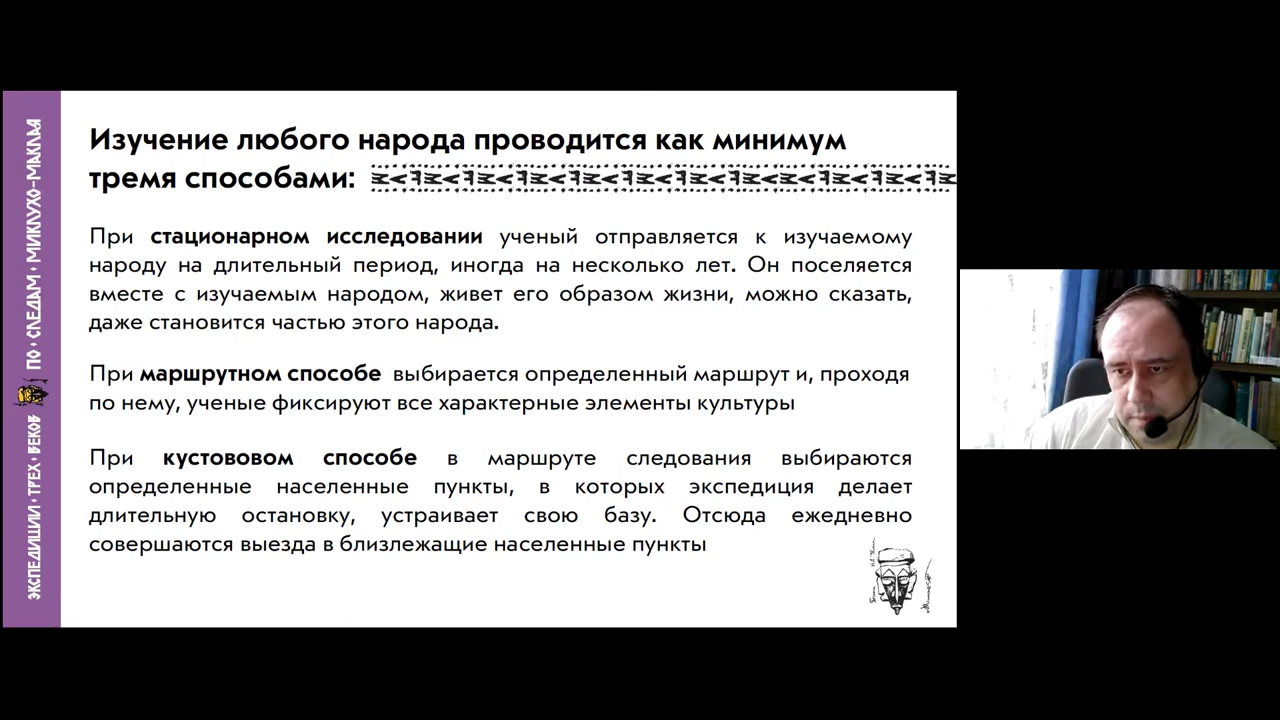 Изучение любого народа проводится как минимум
тремя способами:
При стационарном исследовании ученый отправляется к изучаемому
народу на длительный период, иногда на несколько лет. Он поселяется
вместе с изучаемым народом, живет его образом жизни, можно сказать,
даже становится частью этого народа.
При маршрутном способе выбирается определенный маршрут и, проходя
по нему, ученые фиксируют все характерные элементы культуры
При кустововом способе в маршруте следования выбираются
определенные населенные пункты, в которых экспедиция делает
длительную остановку, устраивает свою базу. Отсюда ежедневно
совершаются выезда в близлежащие населенные пункты
ЭКСПЕДИЦИИ ТРЕХ ВЕКОВ ПО СЛЕДАМ МИКЛУХО-МАКЛАЯ